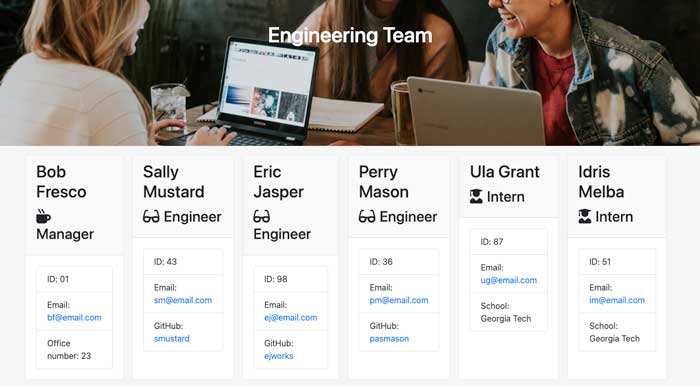 Engineering Team
Bob
Fresco
Manager
ID: 01
Email:
bf@email.com
Office
number: 23
Sally
Mustard
Engineer
ID: 43
Email:
sm@email.com
GitHub:
smustard
Eric
Jasper
Engineer
ID: 98
Email:
ej@email.com
GitHub:
ejworks
Perry
Mason
Engineer
ID: 36
Email:
pm@email.com
GitHub:
pasmason
Ula Grant
Intern
ID: 87
Email:
ug@email.com
School:
Georgia Tech
Idris
Melba
Intern
ID: 51
Email:
im@email.com
School:
Georgia Tech